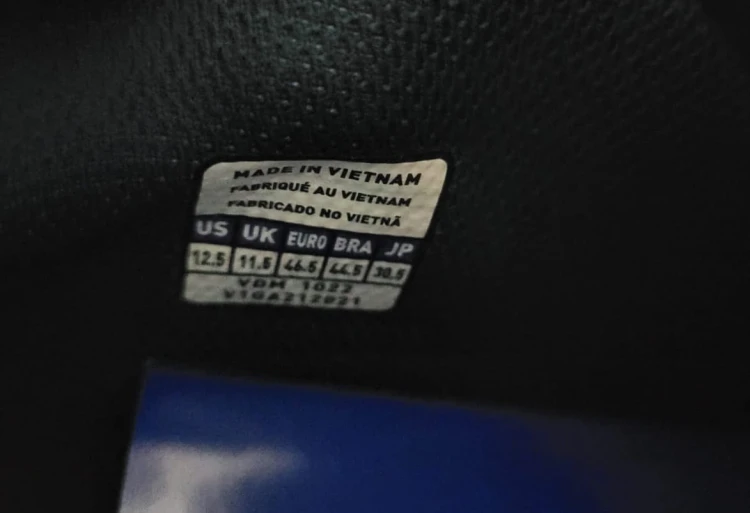 MADE IN VIETNAM
FABRIQUÉ AU VIETNAM
FABRICADO NO VIETNÃ
US UK EURO BRA JP
12.5 11.5 46.5 44.5 30.5
VDM 1022
V1GA212021